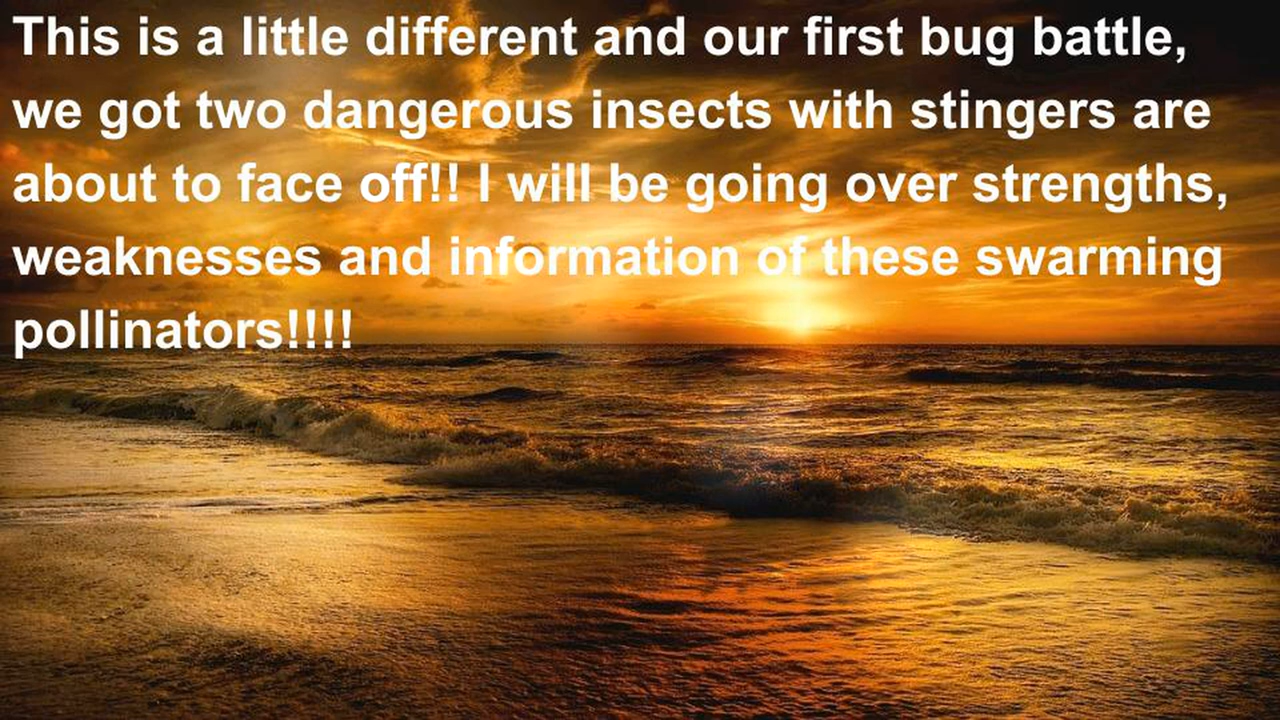 This is a little different and our first bug battle,
we got two dangerous insects with stingers are
about to face off!! I will be going over strengths,
weaknesses and information of these swarming
pollinators!!!!